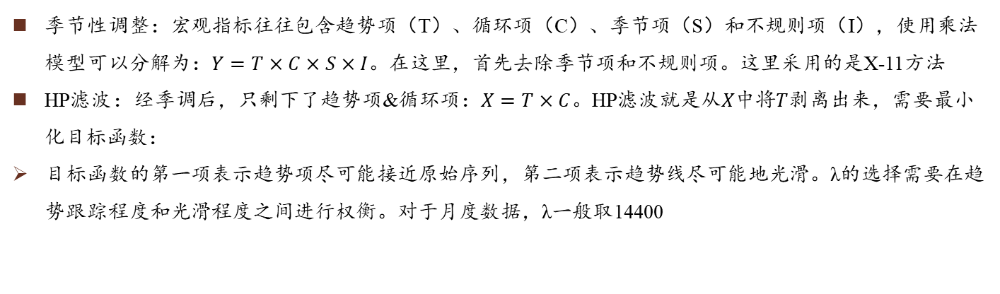 ■ 季节性调整：宏观指标往往包含趋势项（T）、循环项（C）、季节项（S）和不规则项（I），使用乘法
模型可以分解为：Y = T × C × S × I。在这里，首先去除季节项和不规则项。这里采用的是X-11方法
■ HP滤波：经季调后，只剩下了趋势项&循环项：X = T × C。HP滤波就是从X中将T剥离出来，需要最小
化目标函数：
➢ 目标函数的第一项表示趋势项尽可能接近原始序列，第二项表示趋势线尽可能地光滑。λ的选择需要在趋
势跟踪程度和光滑程度之间进行权衡。对于月度数据，λ一般取14400